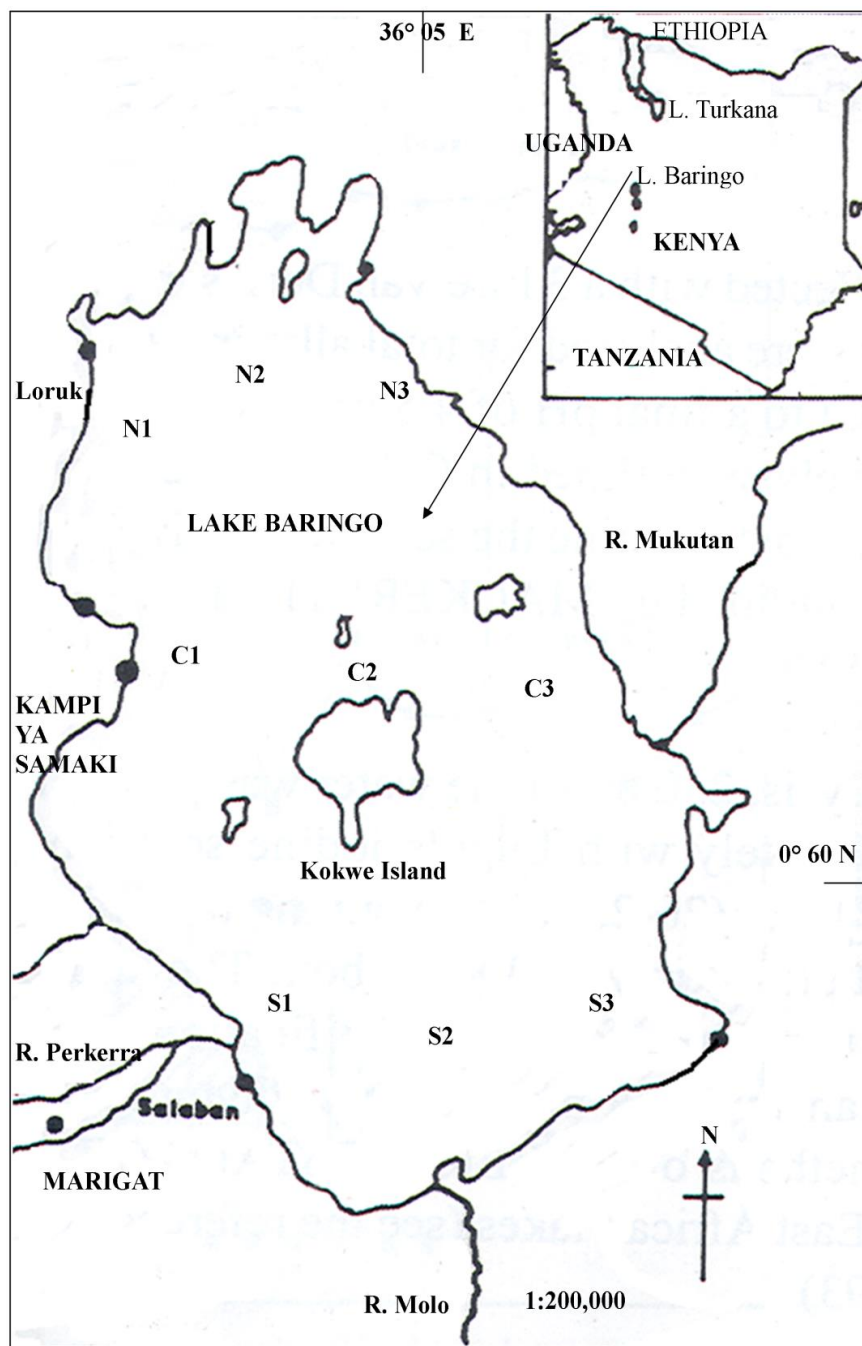 36° 05 E
ETHIOPIA
L. Turkana
UGANDA
L. Baringo
KENYA
TANZANIA
N2
N3
Loruk
N1
LAKE BARINGO
R. Mukutan
C1
C2
C3
KAMPI
YA
SAMAKI
0° 60 N
Kokwe Island
S1
S3
S2
R. Perkerra
Salaban
N
MARIGAT
R. Molo
1:200,000